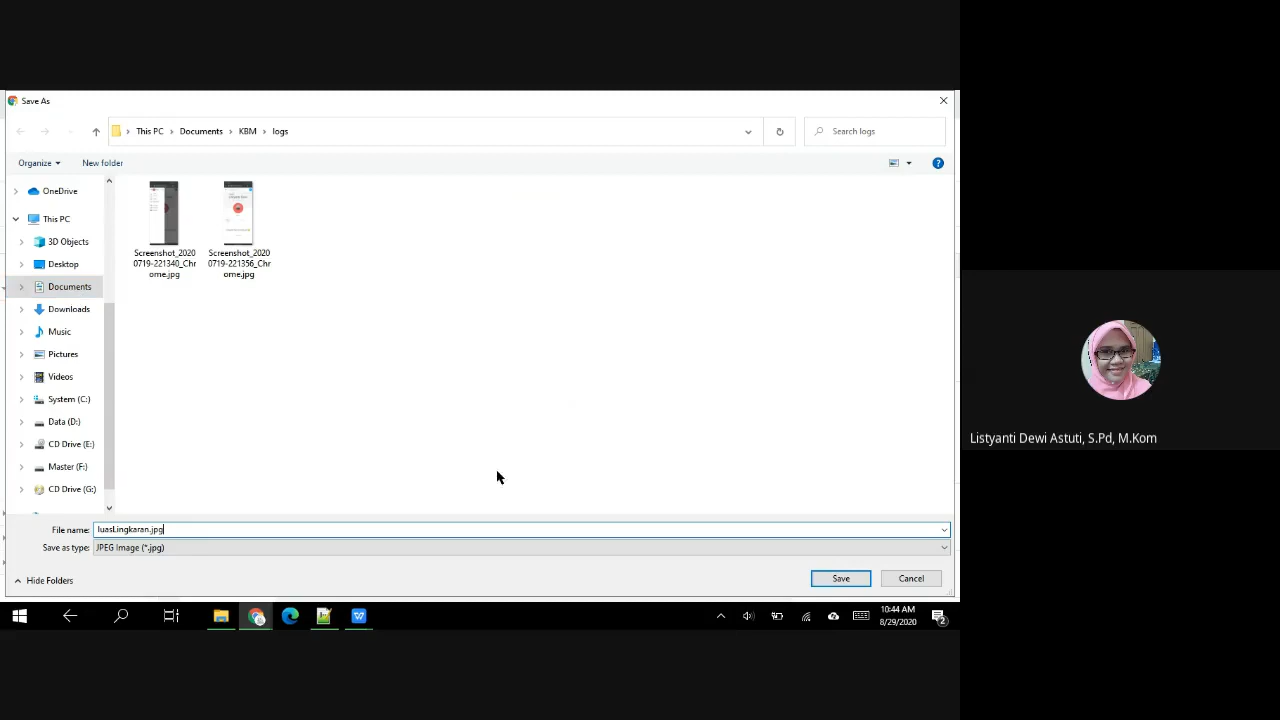 Save As
This PC > Documents > KBM > logs
Search logs
Organize
New folder
OneDrive
This PC
3D Objects
Desktop
Documents
Downloads
Music
Pictures
Videos
System (C:)
Data (D:)
CD Drive (E:)
Master (F:)
CD Drive (G:)
Screenshot_2020
0719-221340_Chr
ome.jpg
Screenshot_2020
0719-221356_Chr
ome.jpg
File name: luasLingkaran.jpg
Save as type: JPEG Image (*.jpg)
Hide Folders
Save
Cancel
10:44 AM
8/29/2020
2
Listyanti Dewi Astuti, S.Pd, M.Kom